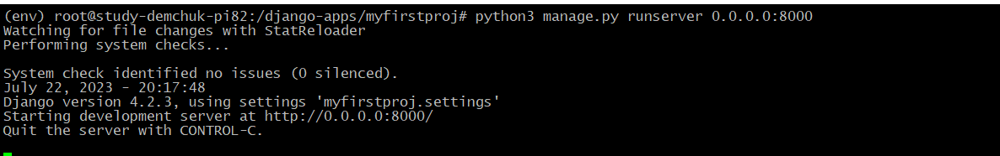 (env) root@study-demchuk-pi82:/django-apps/myfirstproj# python3 manage.py runserver 0.0.0.0:8000
Watching for file changes with StatReloader
Performing system checks...
System check identified no issues (0 silenced).
July 22, 2023 - 20:17:48
Django version 4.2.3, using settings 'myfirstproj.settings'
Starting development server at http://0.0.0.0:8000/
Quit the server with CONTROL-C.